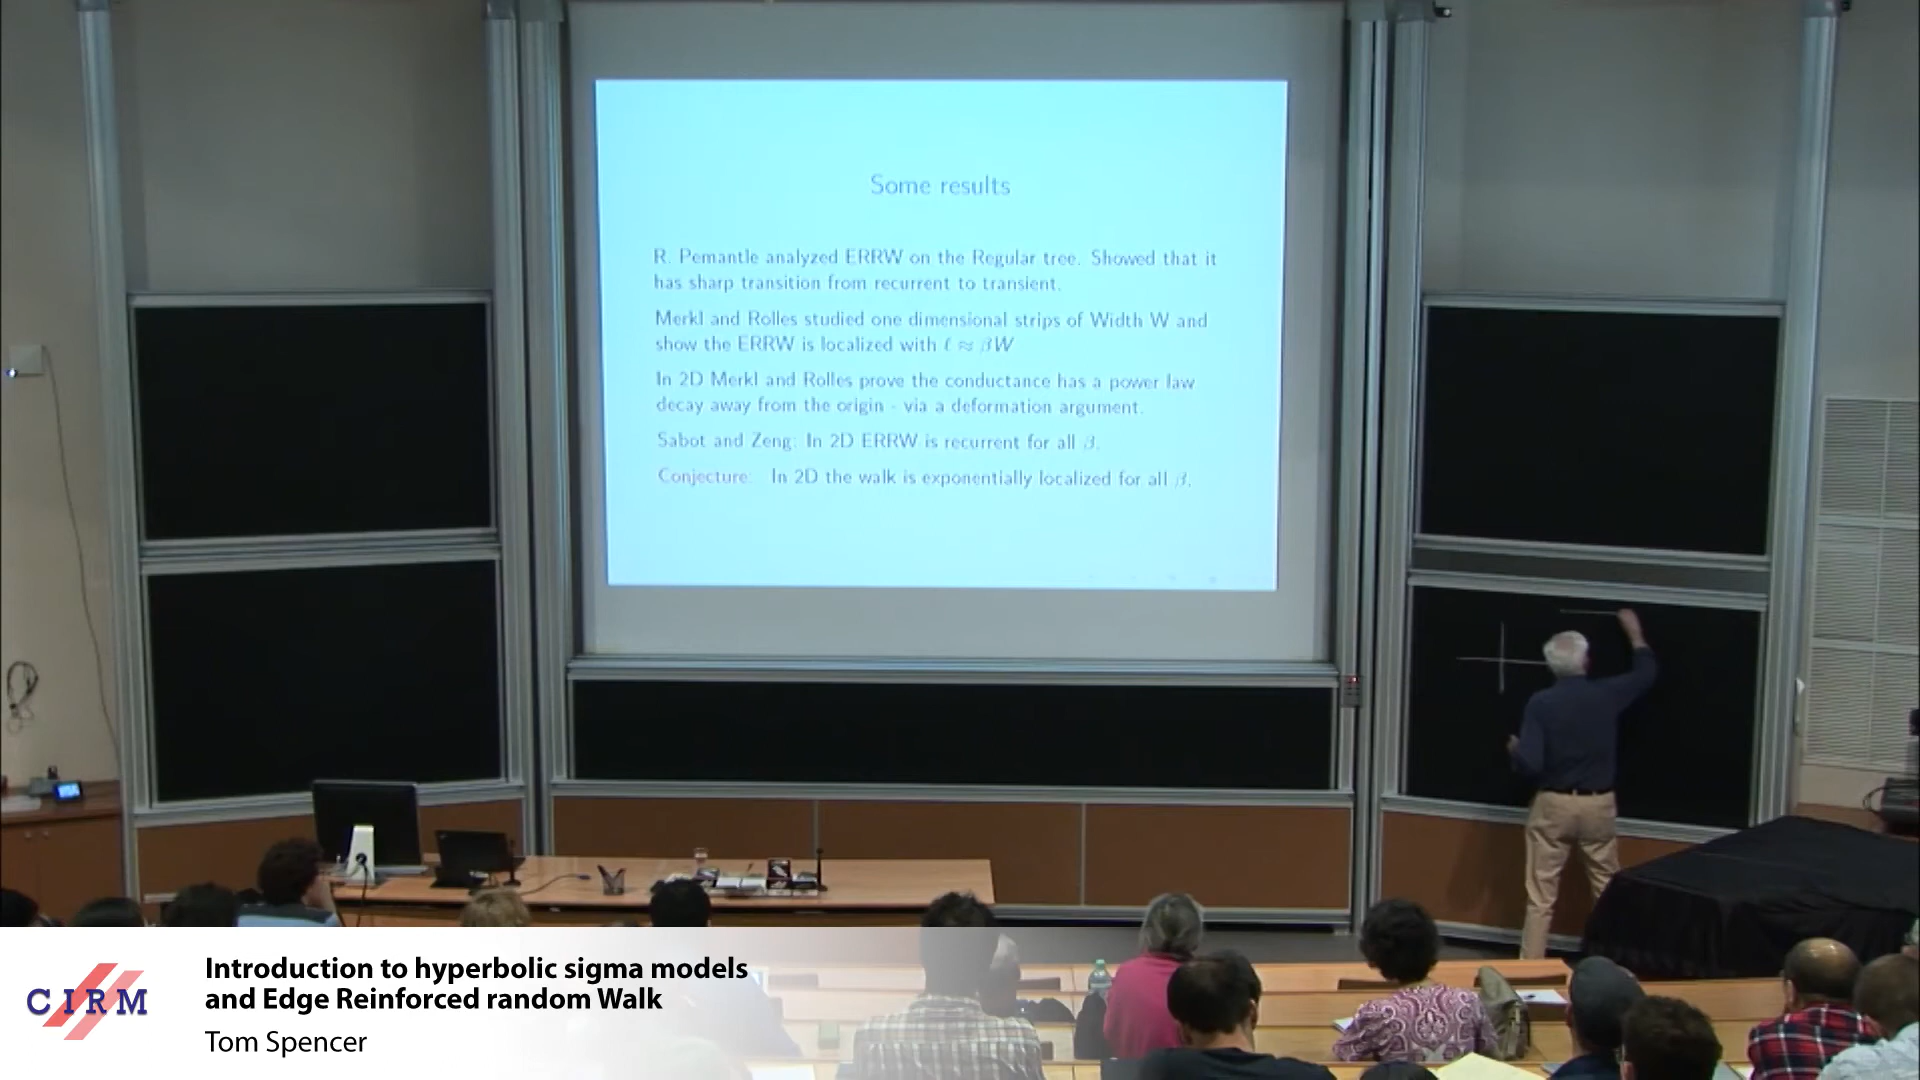 Some results
R. Pemantle analyzed ERRW on the Regular tree. Showed that it
has sharp transition from recurrent to transient.
Merkl and Rolles studied one dimensional strips of Width W and
show the ERRW is localized with ℓ ≈ βW
In 2D Merkl and Rolles prove the conductance has a power law
decay away from the origin - via a deformation argument.
Sabot and Zeng: In 2D ERRW is recurrent for all β.
Conjecture: In 2D the walk is exponentially localized for all β.
CIRM
Introduction to hyperbolic sigma models
and Edge Reinforced random Walk
Tom Spencer